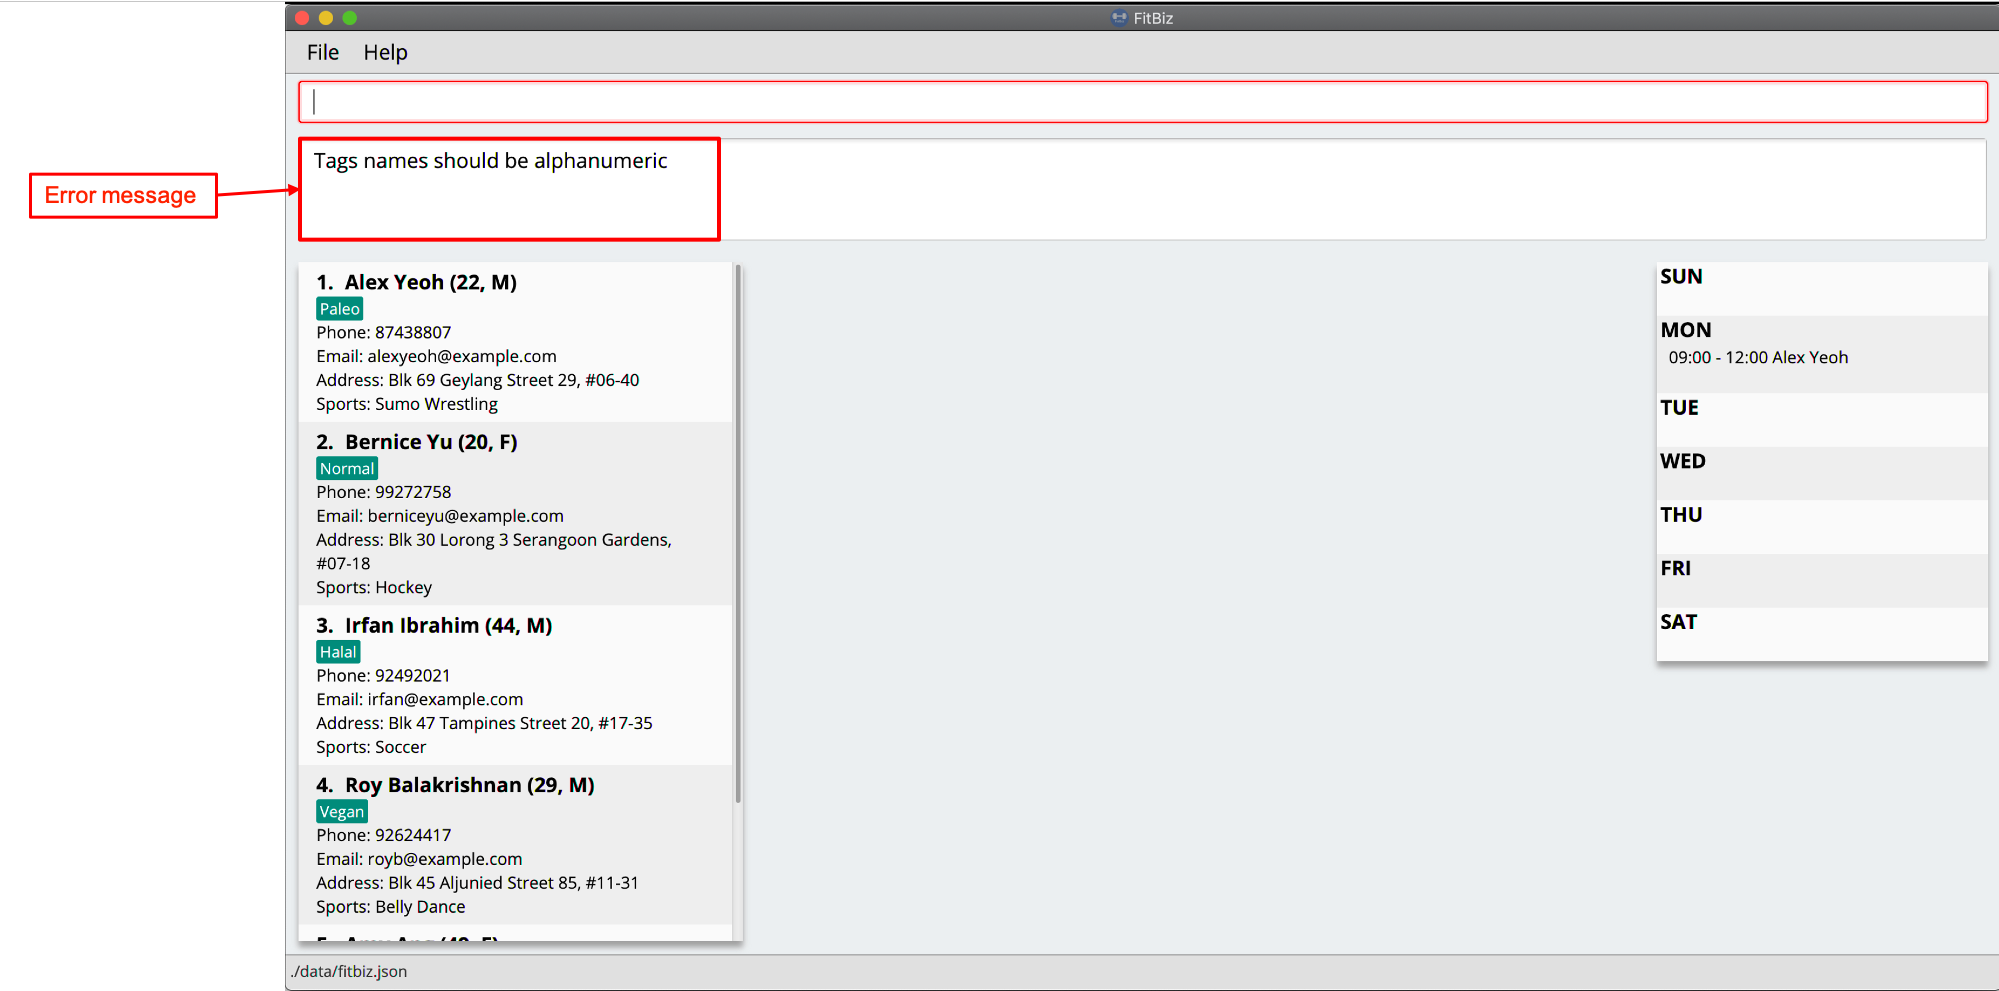 FitBiz
File Help
Error message
Tags names should be alphanumeric
1. Alex Yeoh (22, M)
Paleo
Phone: 87438807
Email: alexyeoh@example.com
Address: Blk 69 Geylang Street 29, #06-40
Sports: Sumo Wrestling
2. Bernice Yu (20, F)
Normal
Phone: 99272758
Email: berniceyu@example.com
Address: Blk 30 Lorong 3 Serangoon Gardens,
#07-18
Sports: Hockey
3. Irfan Ibrahim (44, M)
Halal
Phone: 92492021
Email: irfan@example.com
Address: Blk 47 Tampines Street 20, #17-35
Sports: Soccer
4. Roy Balakrishnan (29, M)
Vegan
Phone: 92624417
Email: royb@example.com
Address: Blk 45 Aljunied Street 85, #11-31
Sports: Belly Dance
SUN
MON
09:00 - 12:00 Alex Yeoh
TUE
WED
THU
FRI
SAT
./data/fitbiz.json